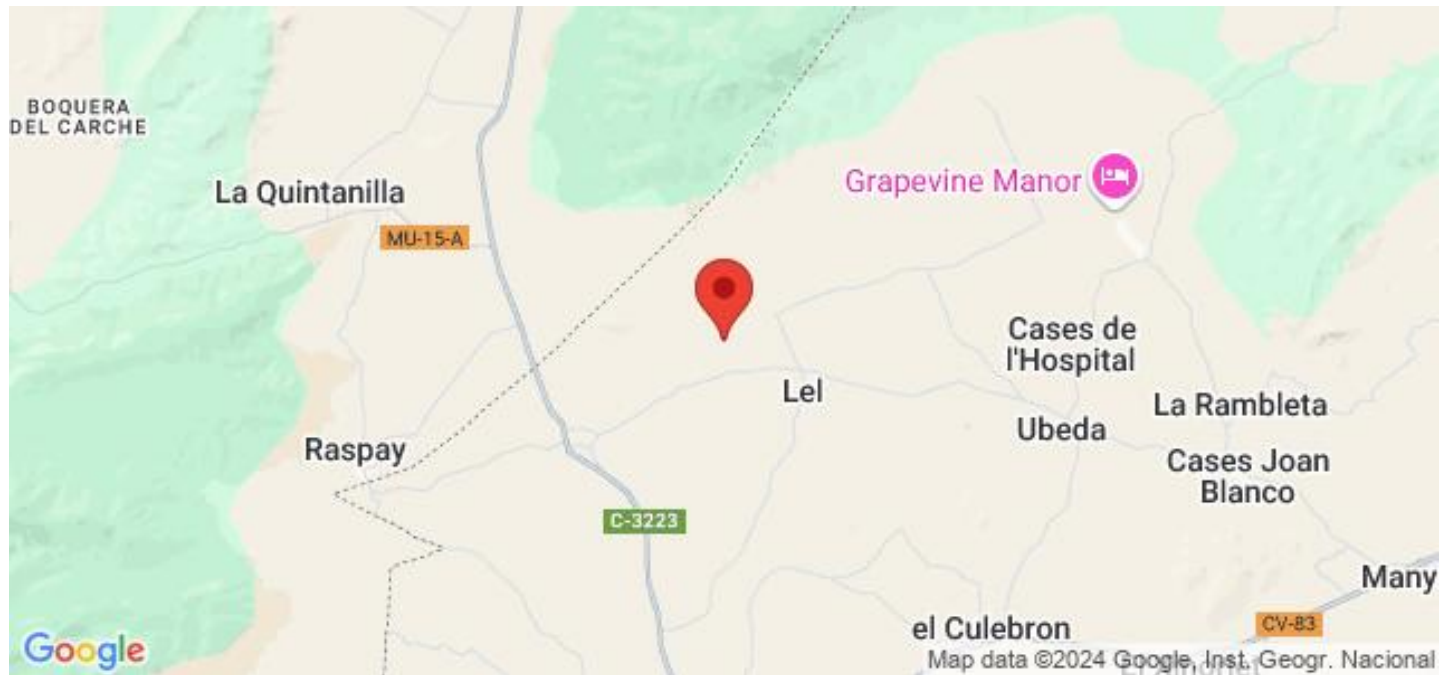 BOQUERA
DEL CARCHE
La Quintanilla
MU-15-A
Grapevine Manor
Cases de
l'Hospital
Lel
La Rambleta
Ubeda
Raspay
Cases Joan
Blanco
C-3223
Many
CV-83
el Culebron
Google
Map data ©2024 Google, Inst. Geogr. Nacional